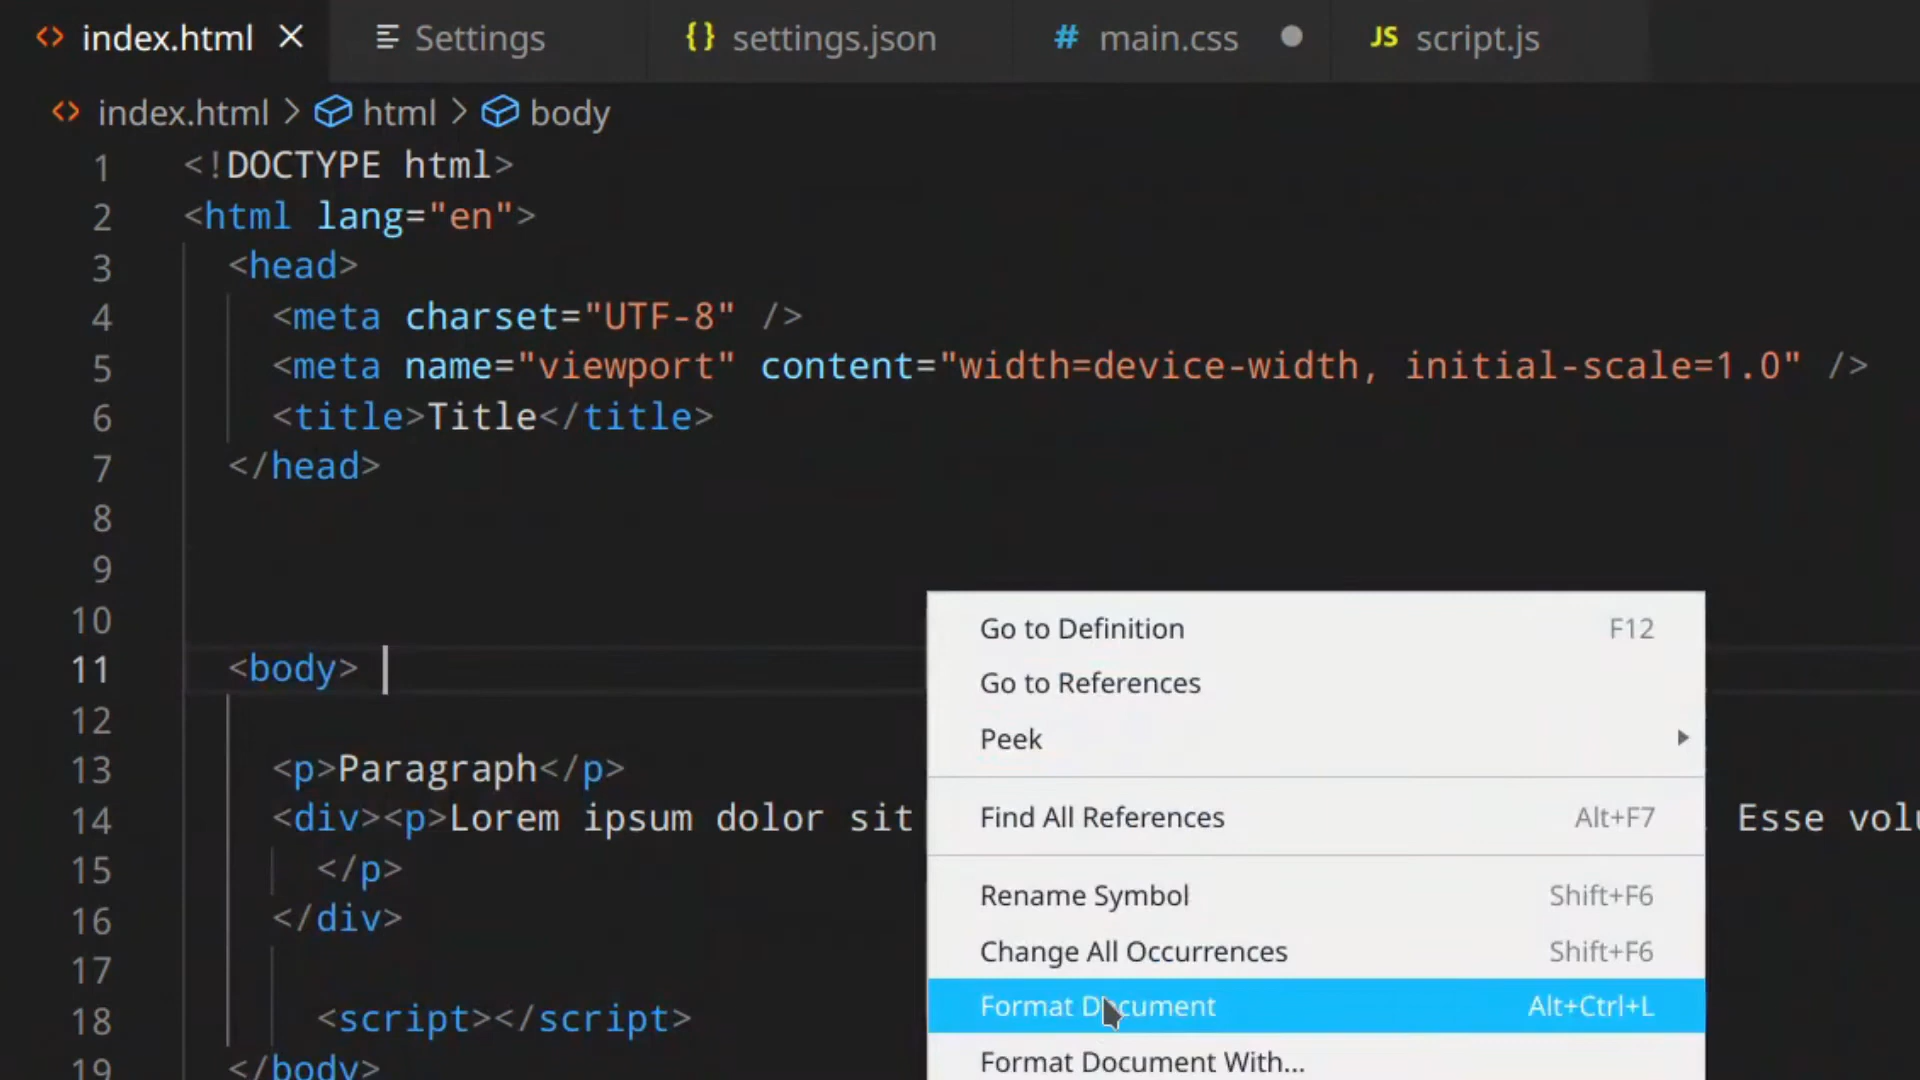 index.html Settings {} settings.json # main.css JS script.js
index.html > html > body
1 <!DOCTYPE html>
2 <html lang="en">
3 <head>
4 <meta charset="UTF-8" />
5 <meta name="viewport" content="width=device-width, initial-scale=1.0" />
6 <title>Title</title>
7 </head>
8
9
10
11 <body>
12
13 <p>Paragraph</p>
14 <div><p>Lorem ipsum dolor sit Esse
15 </p>
16 </div>
17
18 <script></script>
19 </body>
Go to Definition F12
Go to References
Peek
Find All References Alt+F7
Rename Symbol Shift+F6
Change All Occurrences Shift+F6
Format Document Alt+Ctrl+L
Format Document With...